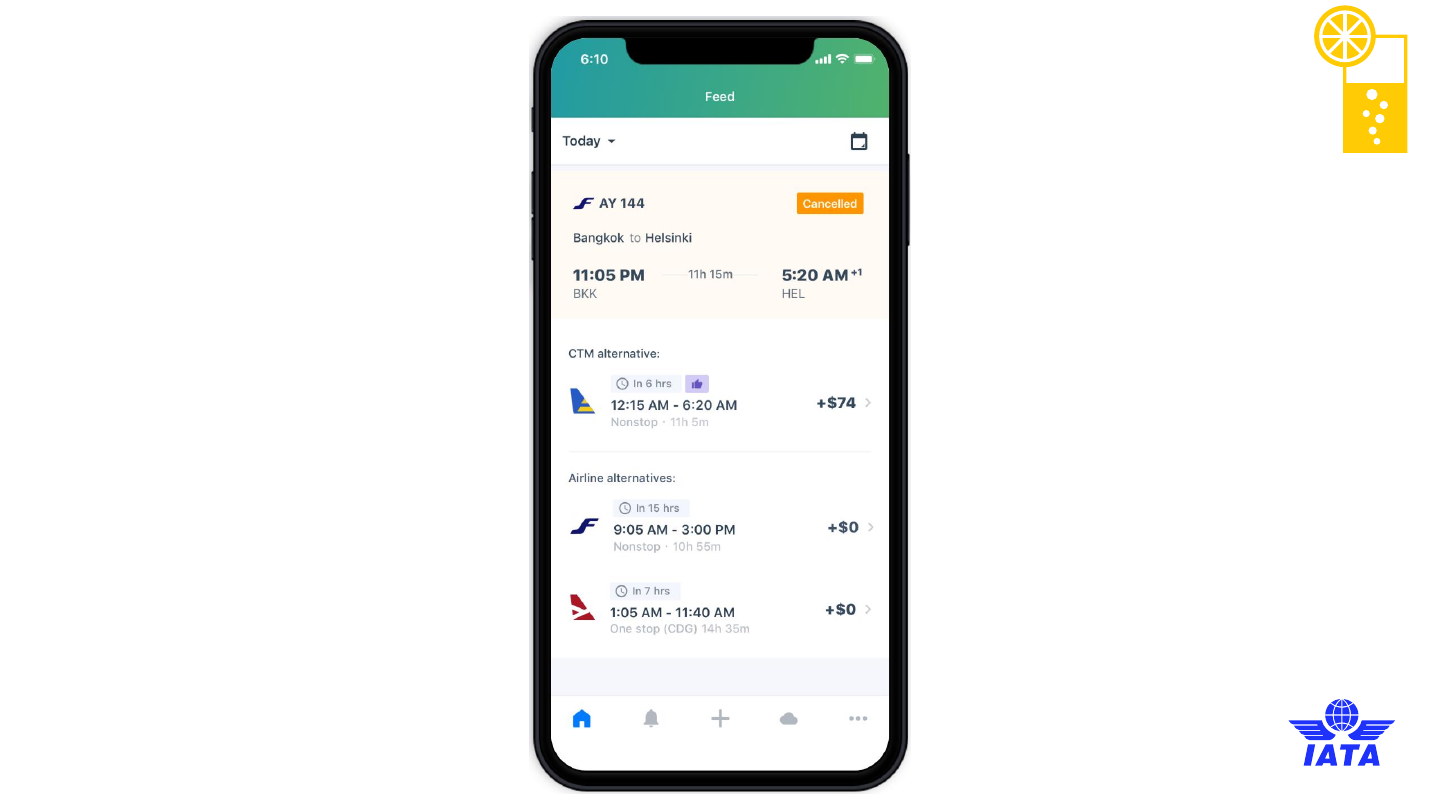 6:10
Feed
Today
AY 144
Cancelled
Bangkok to Helsinki
11:05 PM
11h 15m
5:20 AM+1
BKK
HEL
CTM alternative:
In 6 hrs
12:15 AM - 6:20 AM
+$74
Nonstop · 11h 5m
Airline alternatives:
In 15 hrs
9:05 AM - 3:00 PM
+$0
Nonstop · 10h 55m
In 7 hrs
1:05 AM - 11:40 AM
+$0
One stop (CDG) 14h 35m
IATA